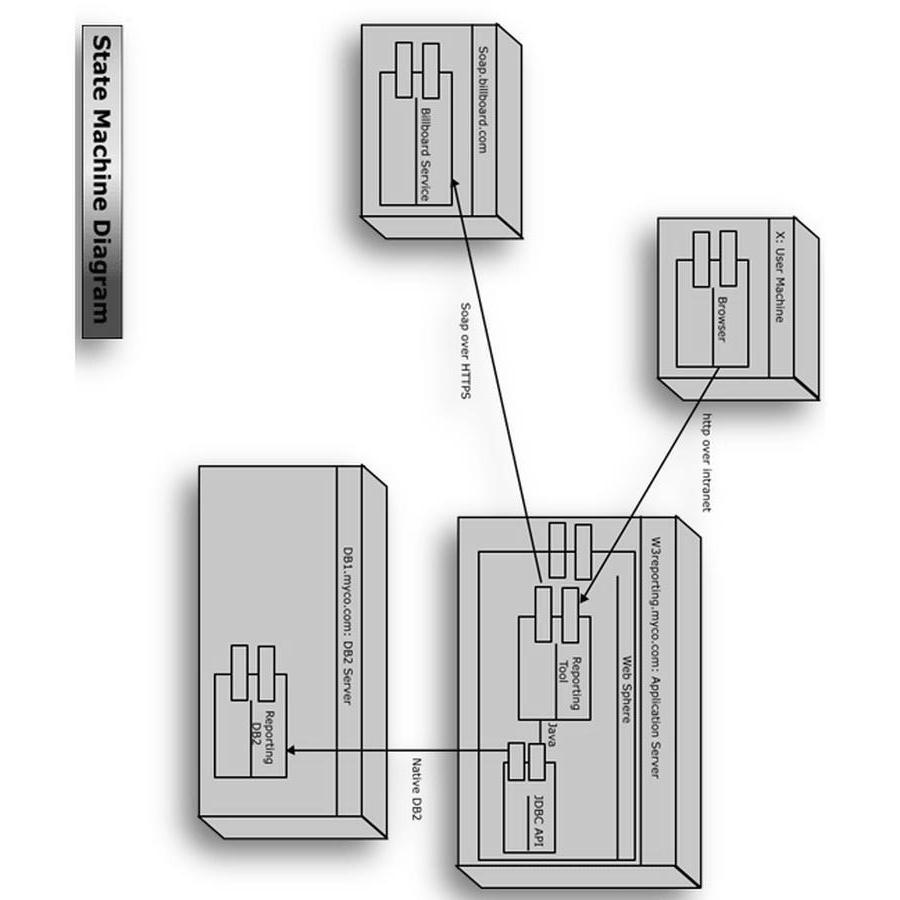 X: User Machine
Browser
http over intranet
Soap.billboard.com
Billboard Service
Soap over HTTPS
W3reporting.myco.com: Application Server
Web Sphere
Reporting
Tool
Java
JDBC API
Native DB2
DB1.myco.com: DB2 Server
Reporting
DB2
State Machine Diagram